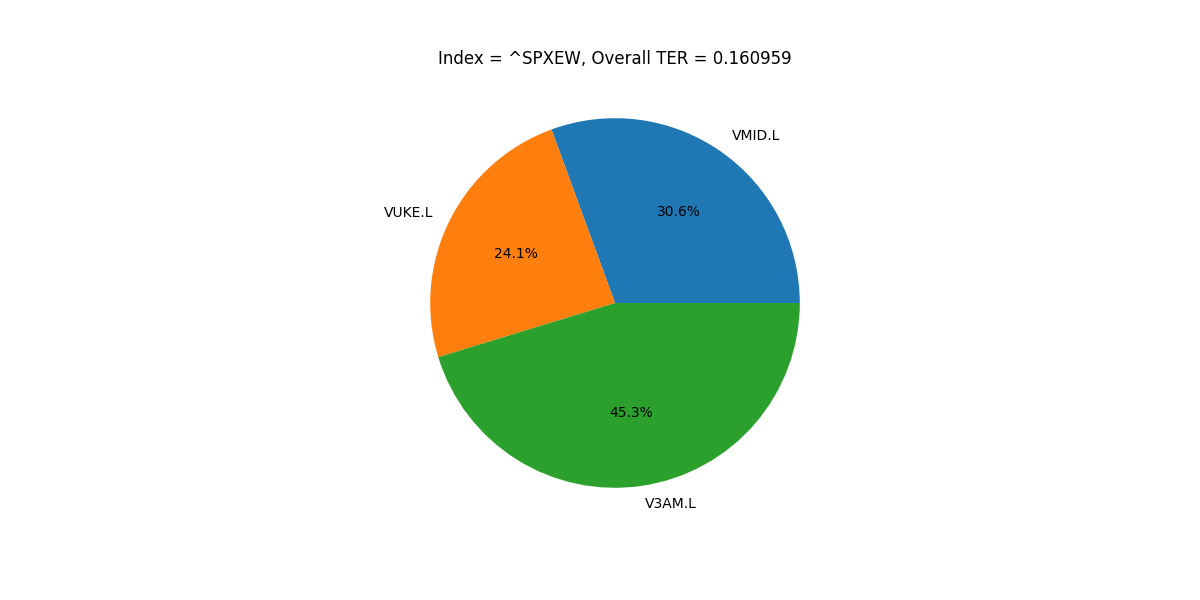 Index = ^SPXEW, Overall TER = 0.160959
VMID.L
VUKE.L
30.6%
24.1%
45.3%
V3AM.L